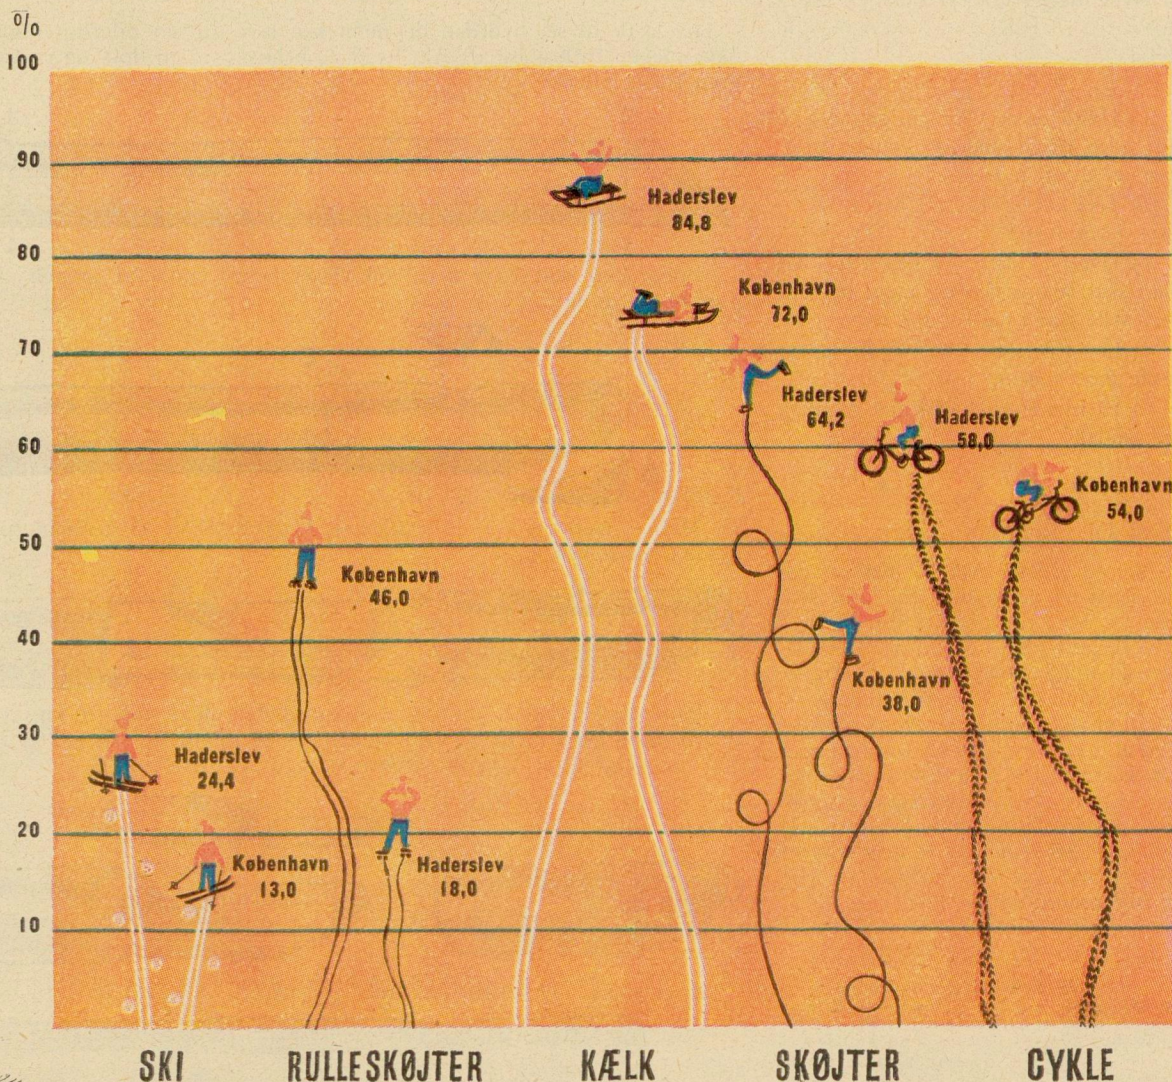 %
100
90
80
70
60
50
40
30
20
10
Haderslev
24,4
København
13,0
København
46,0
Haderslev
18,0
Haderslev
84,8
København
72,0
Haderslev
64,2
København
38,0
Haderslev
58,0
København
54,0
SKI
RULLESKØJTER
KÆLK
SKØJTER
CYKLE